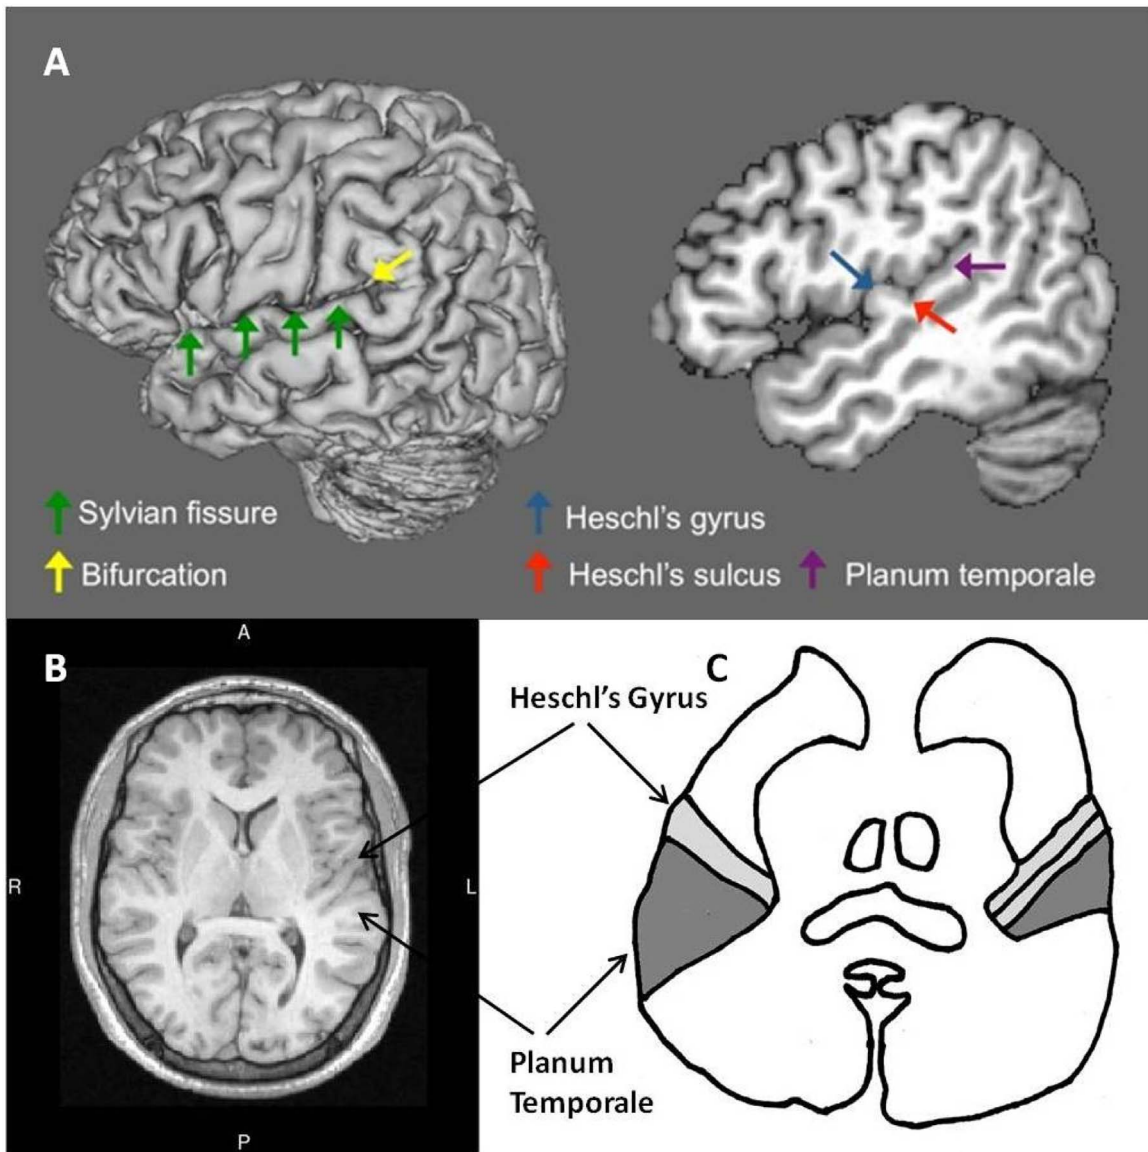 A
Sylvian fissure
Bifurcation
Heschl's gyrus
Heschl's sulcus
Planum temporale
B
A
R
L
P
C
Heschl's Gyrus
Planum
Temporale